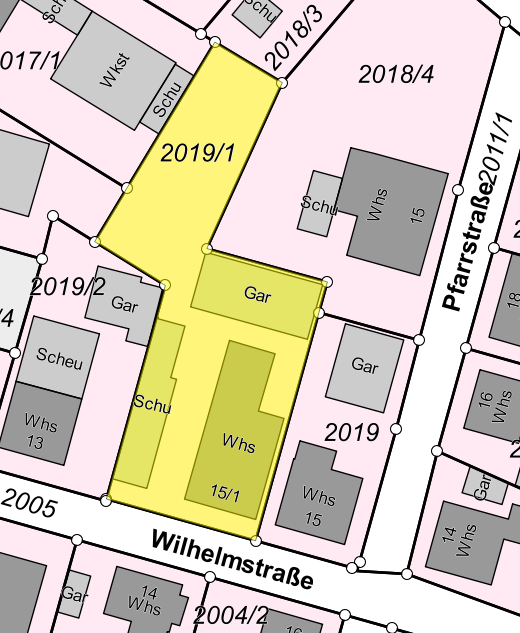 Schu
Schu
2018/3
017/1
Wkst
Schu
2018/4
2019/1
Pfarrstraße
2011/1
Schu
Whs
15
2019/2
Gar
Gar
18
/4
Scheu
Gar
Whs
13
Schu
Whs
15/1
2019
16
Whs
Whs
15
Gar
14
Whs
2005
Wilhelmstraße
Gar
14
Whs
2004/2
16